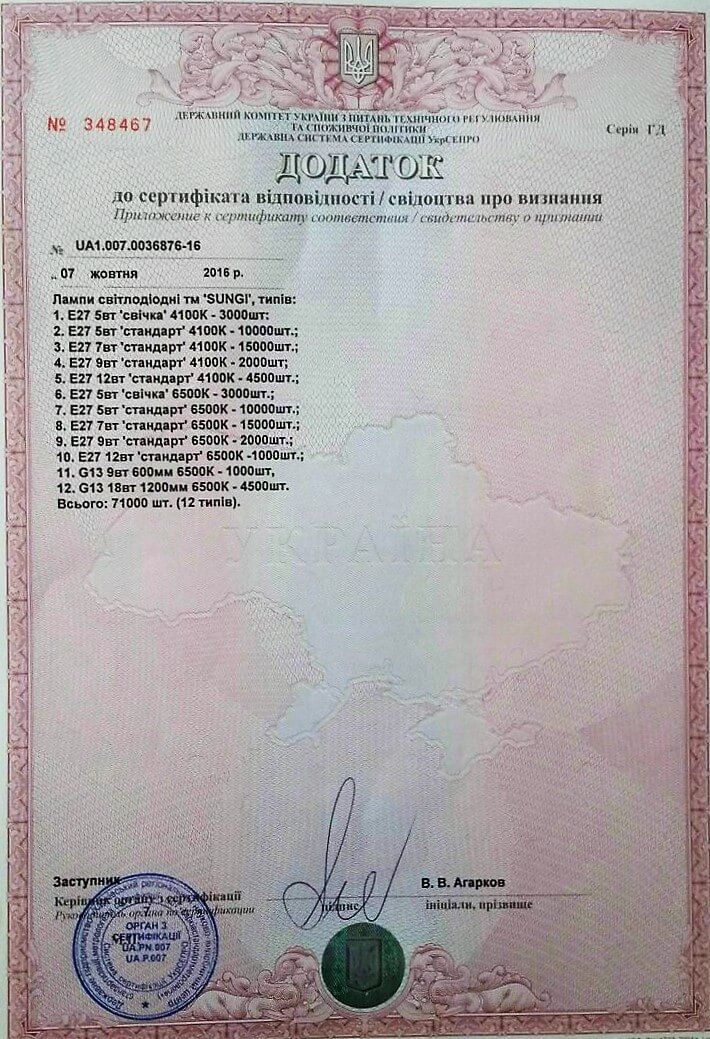 ДЕРЖАВНИЙ КОМІТЕТ УКРАЇНИ З ПИТАНЬ ТЕХНІЧНОГО РЕГУЛЮВАННЯ
ТА СПОЖИВЧОЇ ПОЛІТИКИ
ДЕРЖАВНА СИСТЕМА СЕРТИФІКАЦІЇ УкрСЕПРО
№ 348467
Серія ГД
ДОДАТОК
до сертифіката відповідності / свідоцтва про визнання
Приложение к сертификату соответствия / свидетельству о признании
№ UA1.007.0036876-16
„ 07 жовтня 2016 р.
Лампи світлодіодні тм 'SUNGI', типів:
1. E27 5вт 'свічка' 4100К - 3000шт:
2. E27 5вт 'стандарт' 4100К - 10000шт.;
3. E27 7вт 'стандарт' 4100К - 15000шт.;
4. E27 9вт 'стандарт' 4100К - 2000шт;
5. E27 12вт 'стандарт' 4100К - 4500шт.;
6. E27 5вт 'свічка' 6500К - 3000шт.;
7. E27 5вт 'стандарт' 6500К - 10000шт.;
8. E27 7вт 'стандарт' 6500К - 15000шт.;
9. E27 9вт 'стандарт' 6500К - 2000шт.;
10. E27 12вт 'стандарт' 6500К -1000шт.;
11. G13 9вт 600мм 6500К - 1000шт,
12. G13 18вт 1200мм 6500К - 4500шт.
Всього: 71000 шт. (12 типів).
УКРАЇНА
Заступник
В. В. Агарков
Керівник органу з сертифікації
підпис
ініціали, прізвище
Руководитель органа по сертификации
ОРГАН З
СЕРТИФІКАЦІЇ
UA.PN.007
UA.P.007